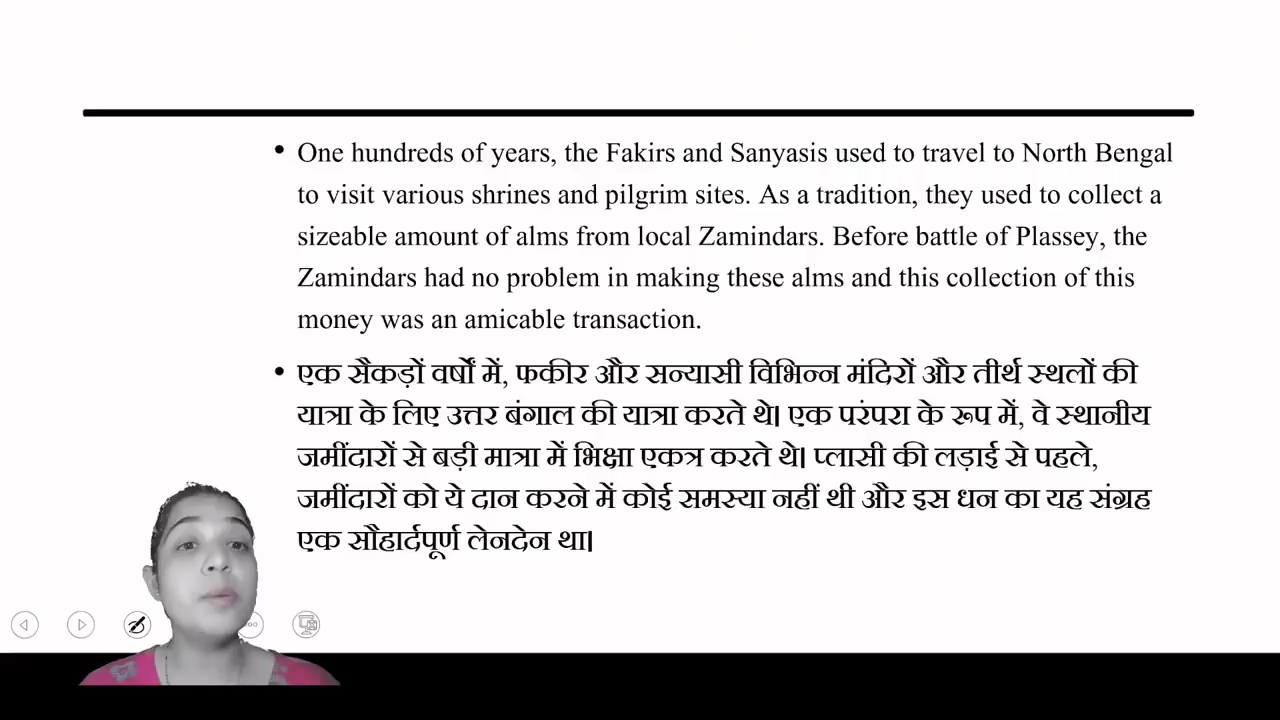 • One hundreds of years, the Fakirs and Sanyasis used to travel to North Bengal
to visit various shrines and pilgrim sites. As a tradition, they used to collect a
sizeable amount of alms from local Zamindars. Before battle of Plassey, the
Zamindars had no problem in making these alms and this collection of this
money was an amicable transaction.
• एक सैकड़ों वर्षों में, फकीर और सन्यासी विभिन्न मंदिरों और तीर्थ स्थलों की
यात्रा के लिए उत्तर बंगाल की यात्रा करते थे। एक परंपरा के रूप में, वे स्थानीय
जमींदारों से बड़ी मात्रा में भिक्षा एकत्र करते थे। प्लासी की लड़ाई से पहले,
जमींदारों को ये दान करने में कोई समस्या नहीं थी और इस धन का यह संग्रह
एक सौहार्दपूर्ण लेनदेन था।